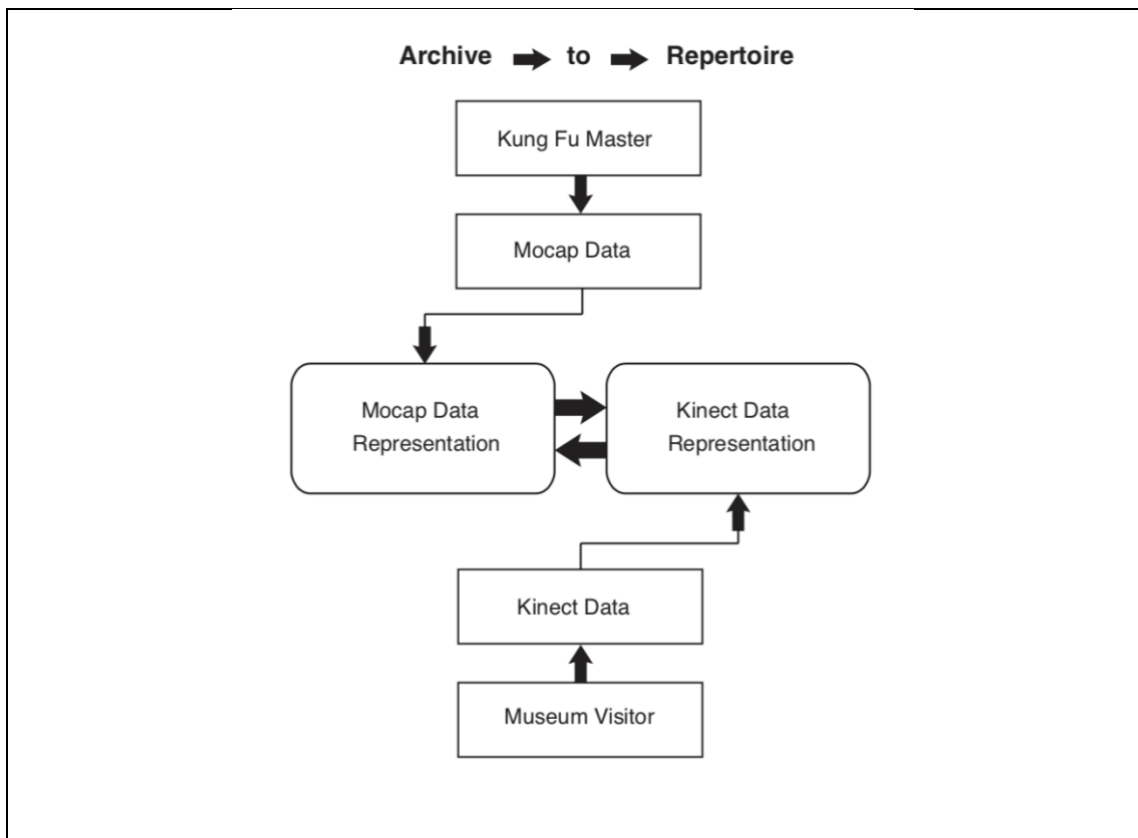 Archive to Repertoire
Kung Fu Master
Mocap Data
Mocap Data
Representation
Kinect Data
Representation
Kinect Data
Museum Visitor